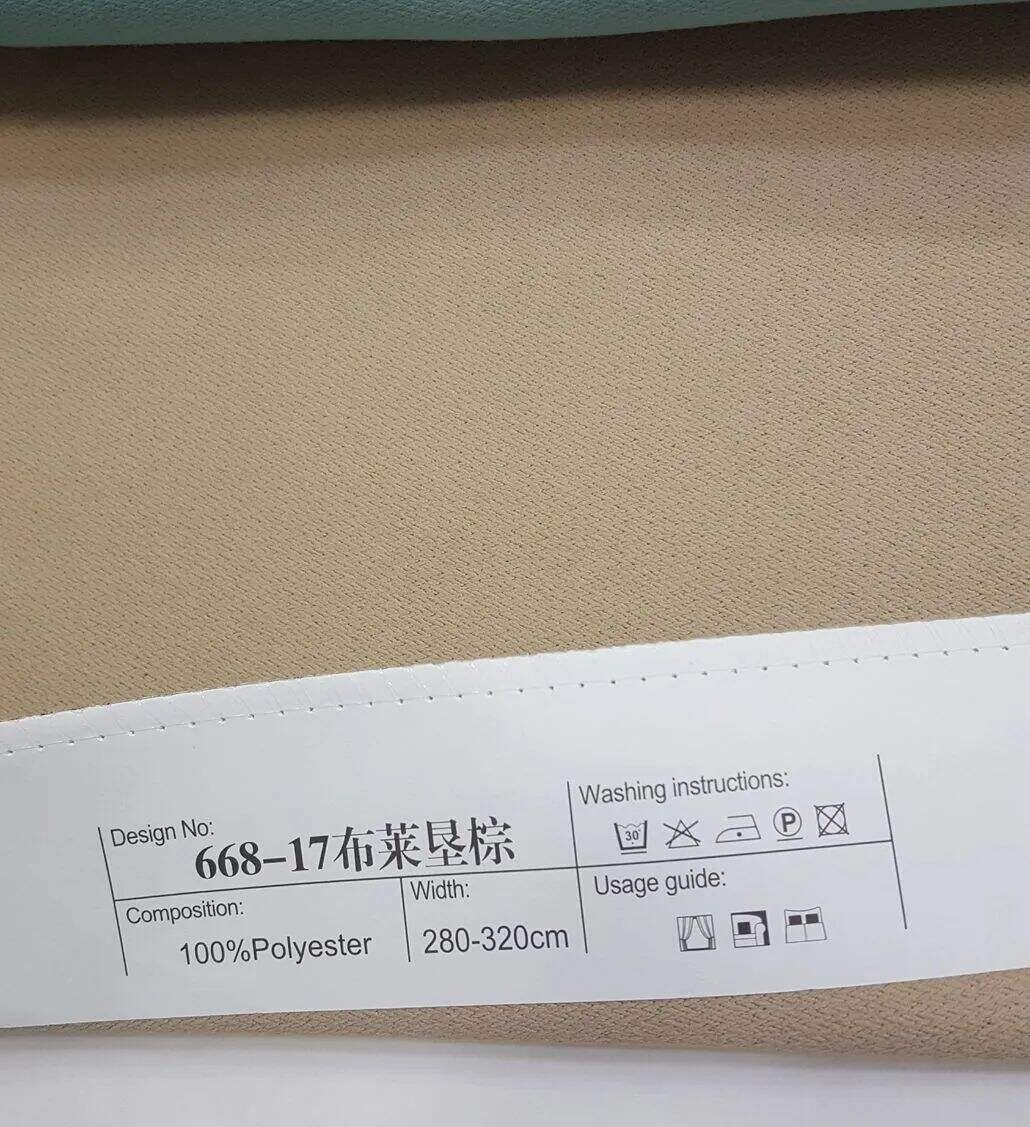 Design No:
668-17布莱垦棕
Composition:
100%Polyester
Width:
280-320cm
Washing instructions:
30°
P
Usage guide: